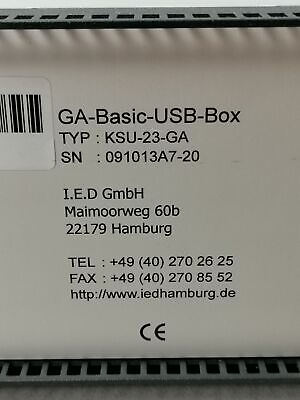 GA-Basic-USB-Box
TYP : KSU-23-GA
SN : 091013A7-20
I.E.D GmbH
Maimoorweg 60b
22179 Hamburg
TEL : +49 (40) 270 26 25
FAX : +49 (40) 270 85 52
http://www.iedhamburg.de
CE